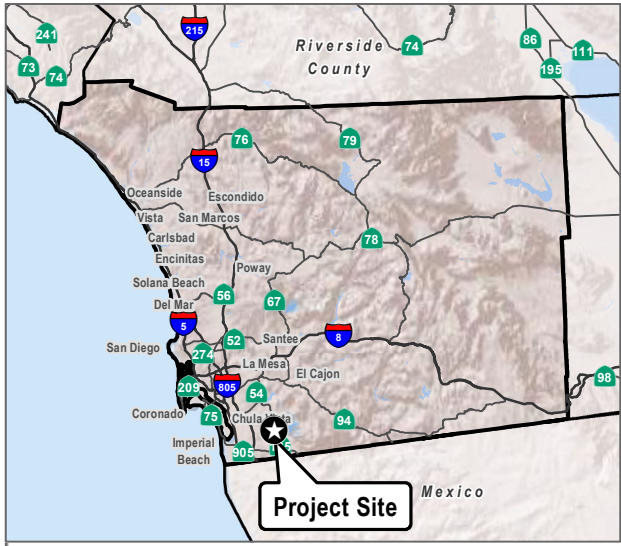 241
215
Riverside
County
74
86
111
73
74
195
76
79
15
Oceanside
Escondido
Vista
San Marcos
Carlsbad
78
Encinitas
Poway
Solana Beach
56
67
Del Mar
5
52
Santee
8
San Diego
274
La Mesa
El Cajon
805
209
54
98
Coronado
75
Chula Vista
94
Imperial
Beach
905
Mexico
Project Site